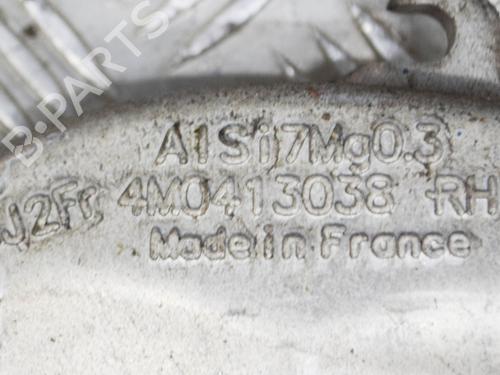 B-PARTS
AlSi7Mg0.3
J2Fr 4M0413038 RH
Made in France